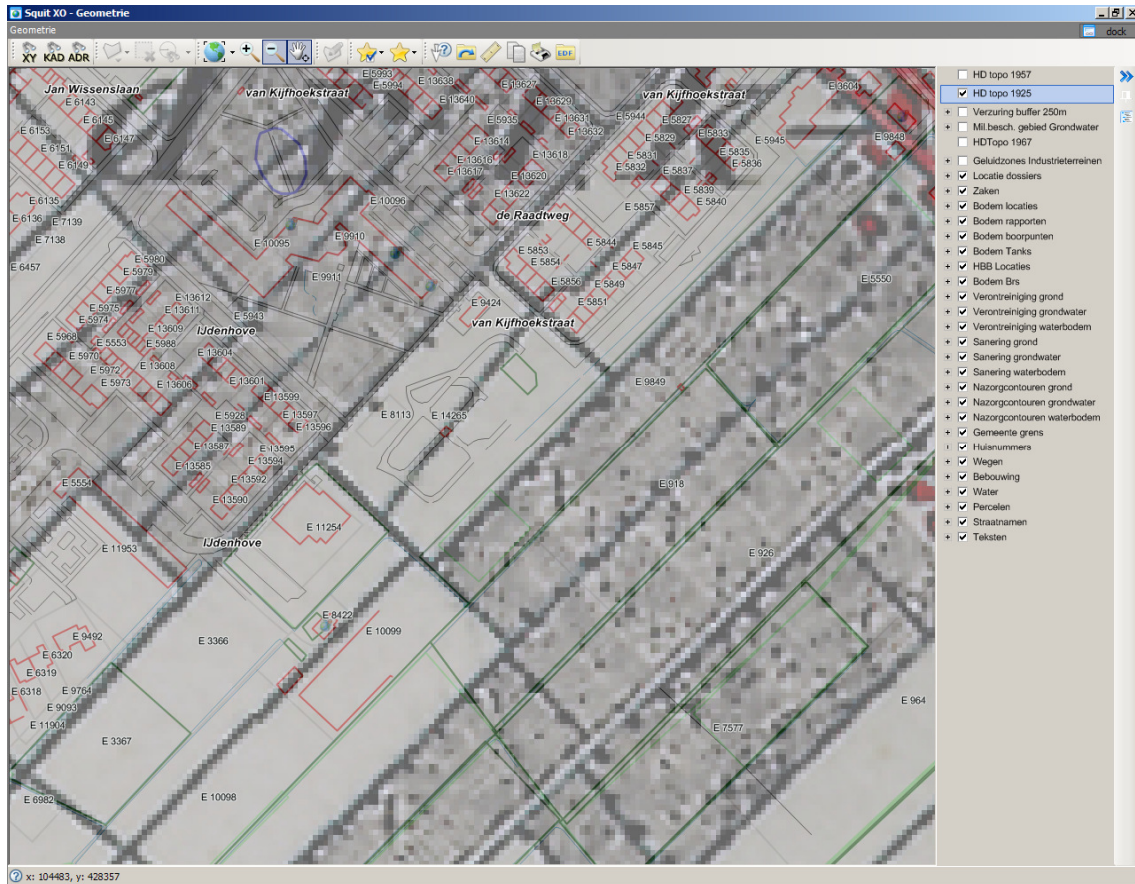 Squit XO - Geometrie
Geometrie
dock
XY KAD ADR
EDF
HD topo 1957
HD topo 1925
Verzuring buffer 250m
Mil.besch. gebied Grondwater
HDTopo 1967
Geluidzones Industrieterreinen
Locatie dossiers
Zaken
Bodem locaties
Bodem rapporten
Bodem boorpunten
Bodem Tanks
HBB Locaties
Bodem Brs
Verontreiniging grond
Verontreiniging grondwater
Verontreiniging waterbodem
Sanering grond
Sanering grondwater
Sanering waterbodem
Nazorgcontouren grond
Nazorgcontouren grondwater
Nazorgcontouren waterbodem
Gemeente grens
Huisnummers
Wegen
Bebouwing
Water
Percelen
Straatnamen
Teksten
Jan Wissenslaan
van Kijfhoekstraat
van Kijfhoekstraat
E 5993
E 5994
E 13638
E 13627
E 3604
E 6143
E 13640
E 13629
E 6145
E 5935
E 13631
E 5944
E 5827
E 6153
E 6147
E 13614
E 13632
E 5829
E 5833
E 5945
E 9848
E 6151
E 13616
E 13618
E 5831
E 5835
E 6149
E 13617
E 13620
E 5832
E 5837
E 5836
E 6135
E 10096
E 13622
E 5839
E 5840
E 6136
E 7139
de Raadtweg
E 5857
E 7138
E 10095
E 9910
E 5853
E 5844
E 5845
E 6457
E 5980
E 5979
E 9911
E 5854
E 5847
E 5977
E 13612
E 5856
E 5849
E 5550
E 5975
E 13611
E 5943
E 9424
E 5851
E 5974
E 13609
IJdenhove
van Kijfhoekstraat
E 5968
E 5553
E 5988
E 5970
E 13608
E 13604
E 5972
E 5973
E 13606
E 13601
E 9849
E 13599
E 5928
E 13597
E 8113
E 14265
E 13589
E 13596
E 13587
E 13595
E 13585
E 13594
E 5554
E 13592
E 918
E 13590
E 11254
E 11953
IJdenhove
E 926
E 8422
E 9492
E 3366
E 10099
E 6320
E 6319
E 6318
E 9764
E 964
E 9093
E 11904
E 3367
E 7577
E 6982
E 10098
x: 104483, y: 428357